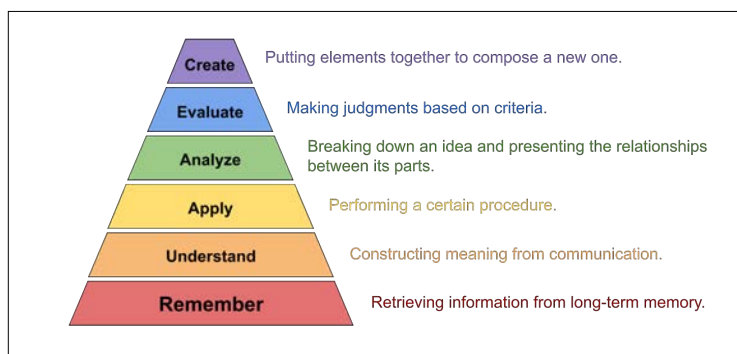 Create
Putting elements together to compose a new one.
Evaluate
Making judgments based on criteria.
Analyze
Breaking down an idea and presenting the relationships
between its parts.
Apply
Performing a certain procedure.
Understand
Constructing meaning from communication.
Remember
Retrieving information from long-term memory.